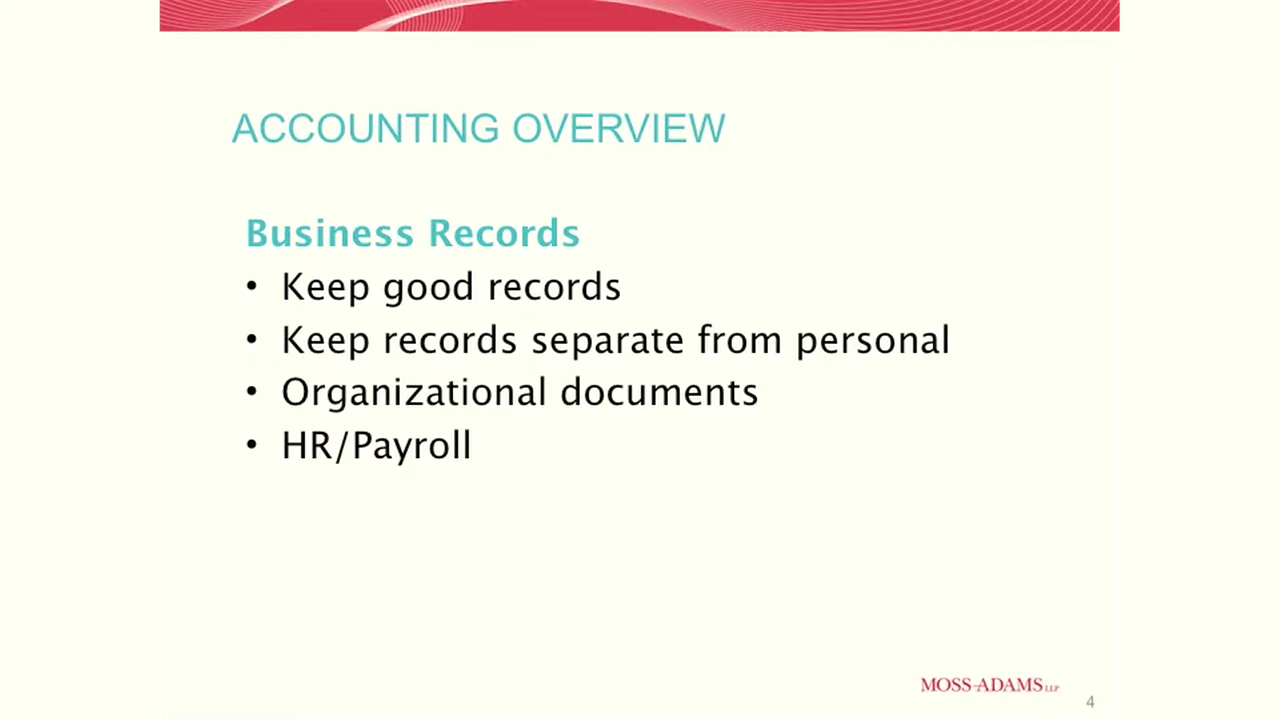 ACCOUNTING OVERVIEW
Business Records
• Keep good records
• Keep records separate from personal
• Organizational documents
• HR/Payroll
MOSS-ADAMS LLP
4